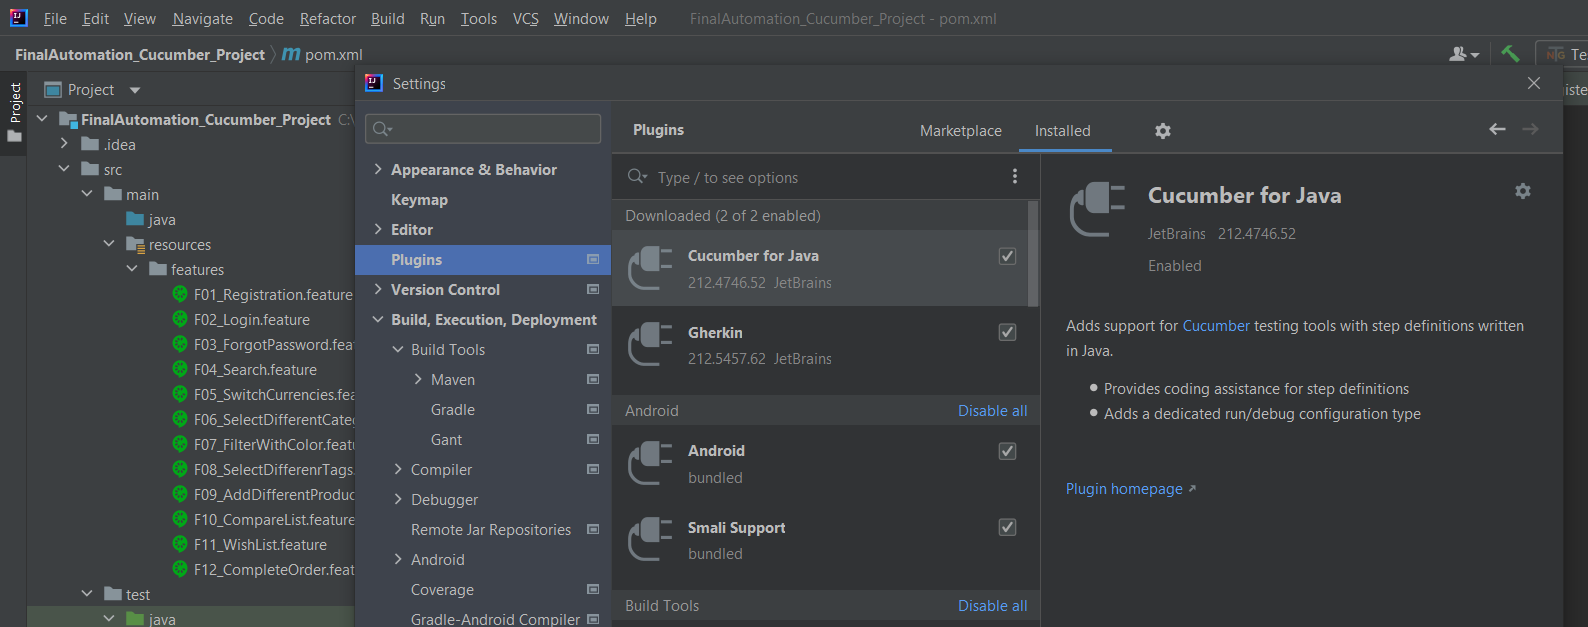 File Edit View Navigate Code Refactor Build Run Tools VCS Window Help FinalAutomation_Cucumber_Project - pom.xml
FinalAutomation_Cucumber_Project pom.xml
Project
Project
FinalAutomation_Cucumber_Project
.idea
src
main
java
resources
features
F01_Registration.feature
F02_Login.feature
F03_ForgotPassword.fea
F04_Search.feature
F05_SwitchCurrencies.fea
F06_SelectDifferentCateg
F07_FilterWithColor.featu
F08_SelectDifferenrTags.
F09_AddDifferentProduc
F10_CompareList.feature
F11_WishList.feature
F12_CompleteOrder.feat
test
java
Settings
Appearance & Behavior
Keymap
Editor
Plugins
Version Control
Build, Execution, Deployment
Build Tools
Maven
Gradle
Gant
Compiler
Debugger
Remote Jar Repositories
Android
Coverage
Gradle-Android Compiler
Plugins Marketplace Installed
Type / to see options
Downloaded (2 of 2 enabled)
Cucumber for Java
212.4746.52 JetBrains
Gherkin
212.5457.62 JetBrains
Android Disable all
Android
bundled
Smali Support
bundled
Build Tools Disable all
Cucumber for Java
JetBrains 212.4746.52
Enabled
Adds support for Cucumber testing tools with step definitions written
in Java.
Provides coding assistance for step definitions
Adds a dedicated run/debug configuration type
Plugin homepage